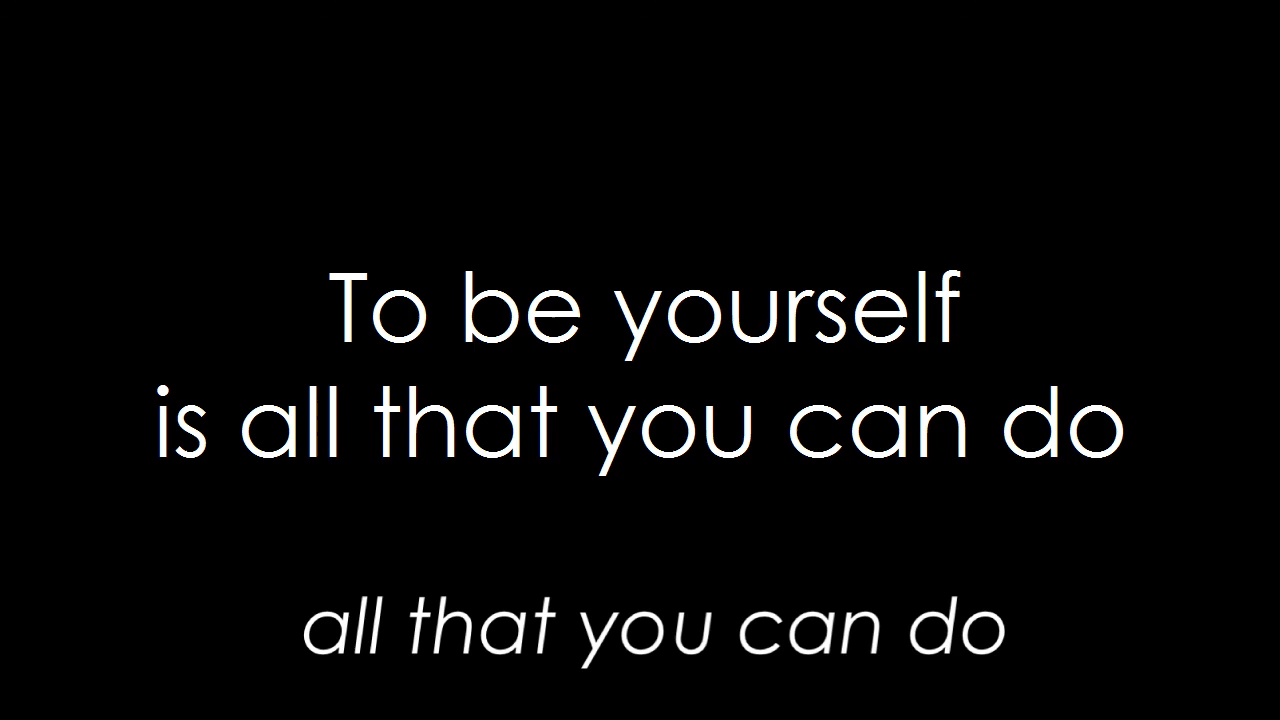 To be yourself
is all that you can do
all that you can do